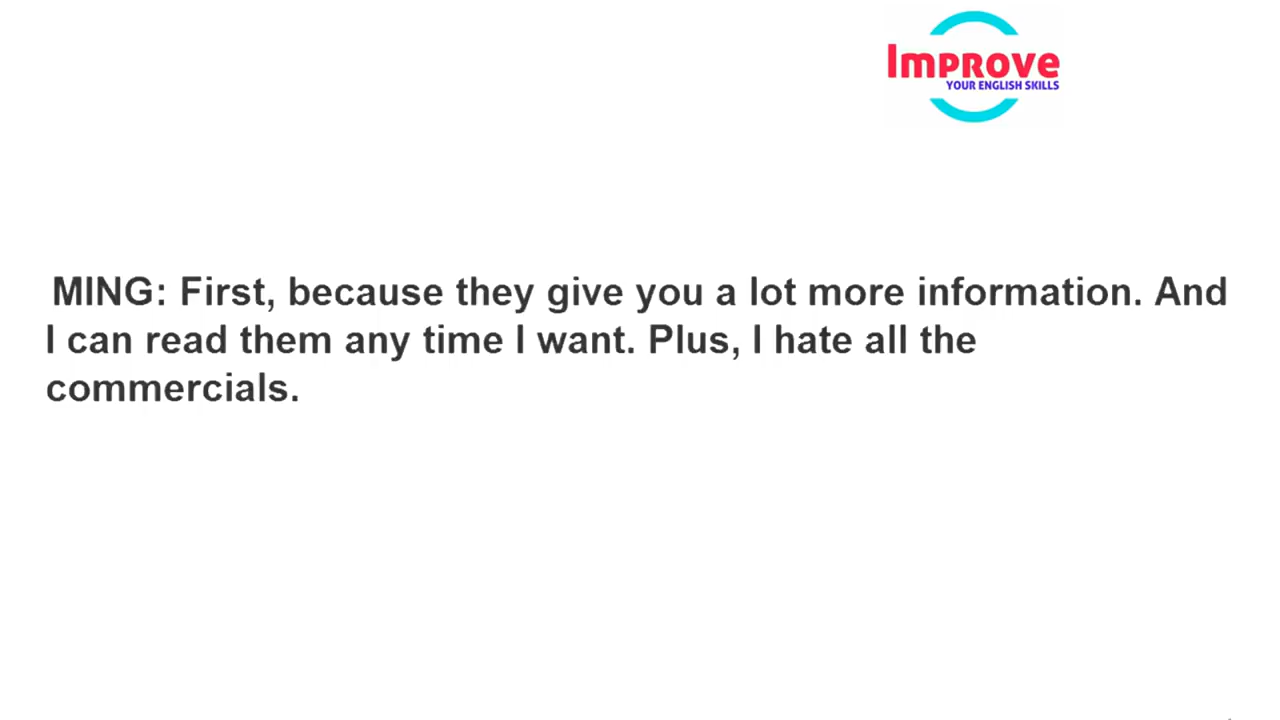 Improve
YOUR ENGLISH SKILLS
MING: First, because they give you a lot more information. And
I can read them any time I want. Plus, I hate all the
commercials.